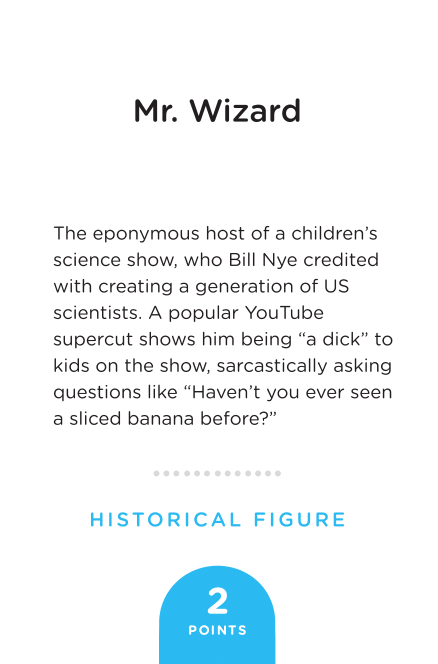 Mr. Wizard
The eponymous host of a children’s
science show, who Bill Nye credited
with creating a generation of US
scientists. A popular YouTube
supercut shows him being “a dick” to
kids on the show, sarcastically asking
questions like “Haven’t you ever seen
a sliced banana before?”
HISTORICAL FIGURE
2
POINTS